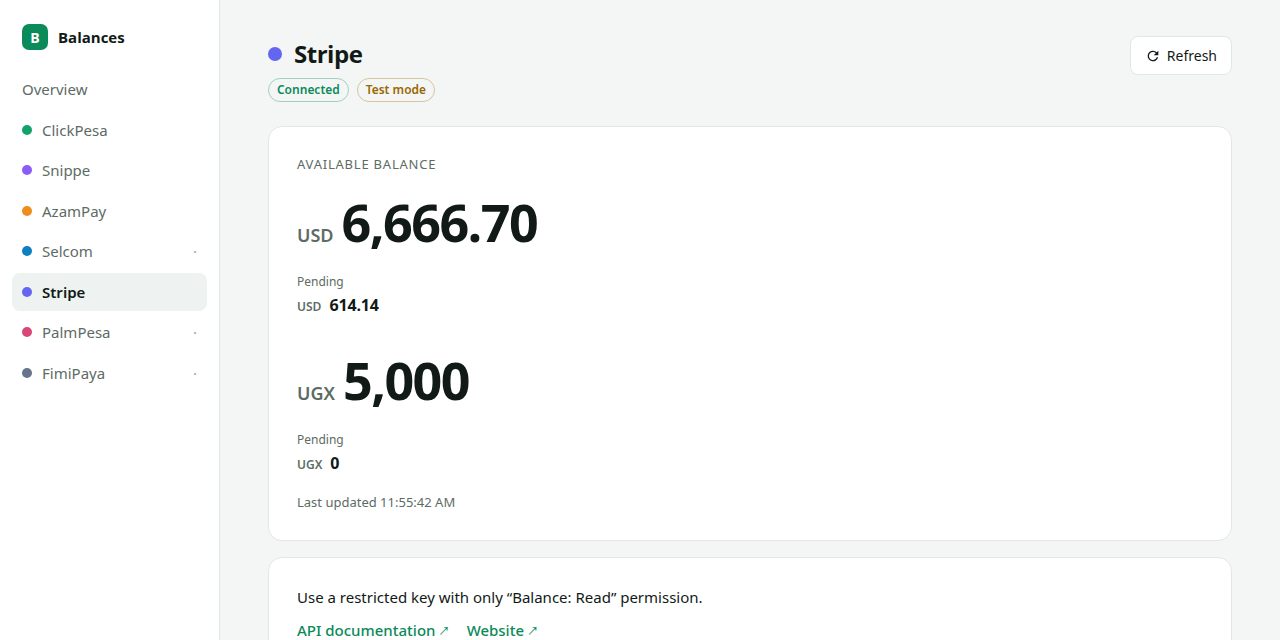 B Balances
Overview
ClickPesa
Snippe
AzamPay
Selcom ·
Stripe
PalmPesa ·
FimiPaya ·
Stripe
Refresh
Connected Test mode
AVAILABLE BALANCE
USD 6,666.70
Pending
USD 614.14
UGX 5,000
Pending
UGX 0
Last updated 11:55:42 AM
Use a restricted key with only “Balance: Read” permission.
API documentation ↗ Website ↗